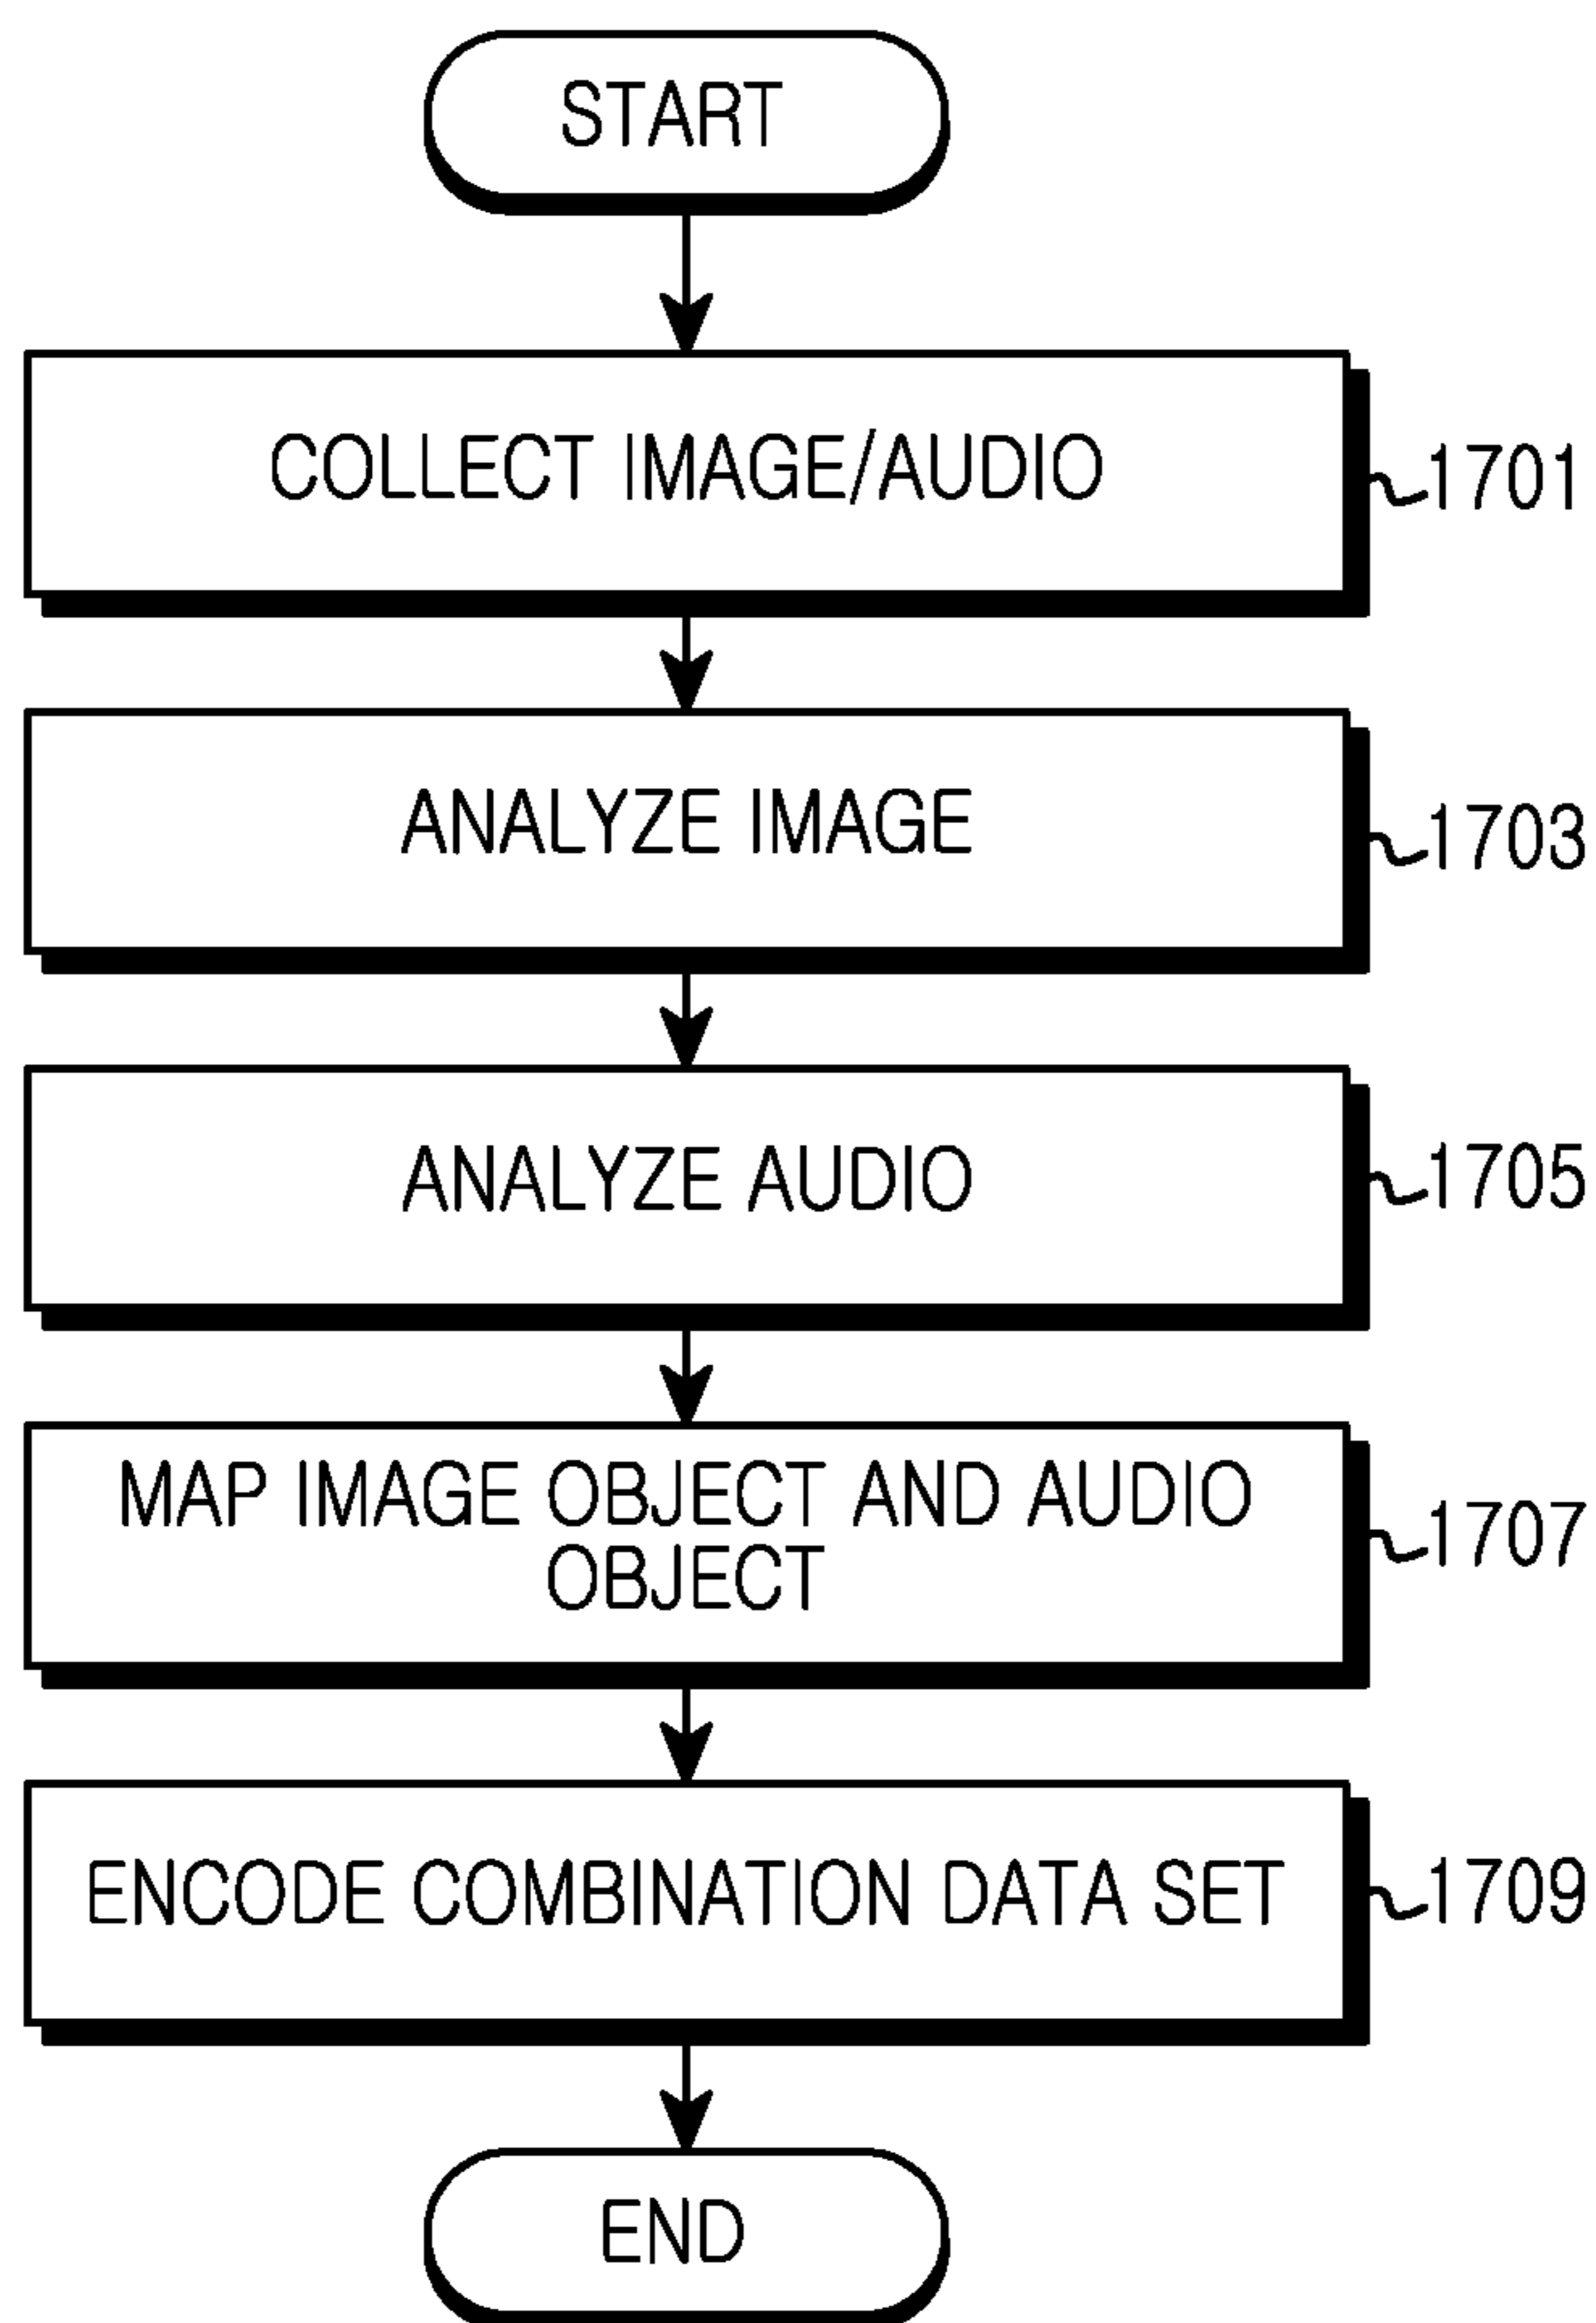 START
COLLECT IMAGE/AUDIO
1701
ANALYZE IMAGE
1703
ANALYZE AUDIO
1705
MAP IMAGE OBJECT AND AUDIO
OBJECT
1707
ENCODE COMBINATION DATA SET
1709
END